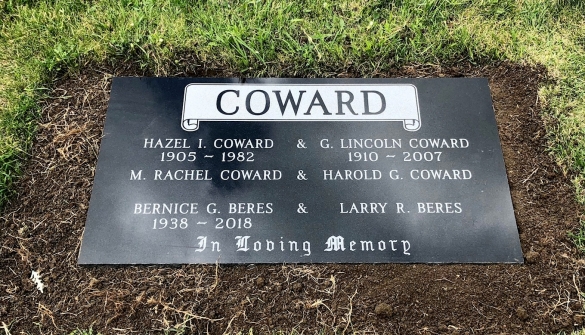 COWARD
HAZEL I. COWARD & G. LINCOLN COWARD
1905 ~ 1982 1910 ~ 2007
M. RACHEL COWARD & HAROLD G. COWARD
BERNICE G. BERES & LARRY R. BERES
1938 ~ 2018
In Loving Memory